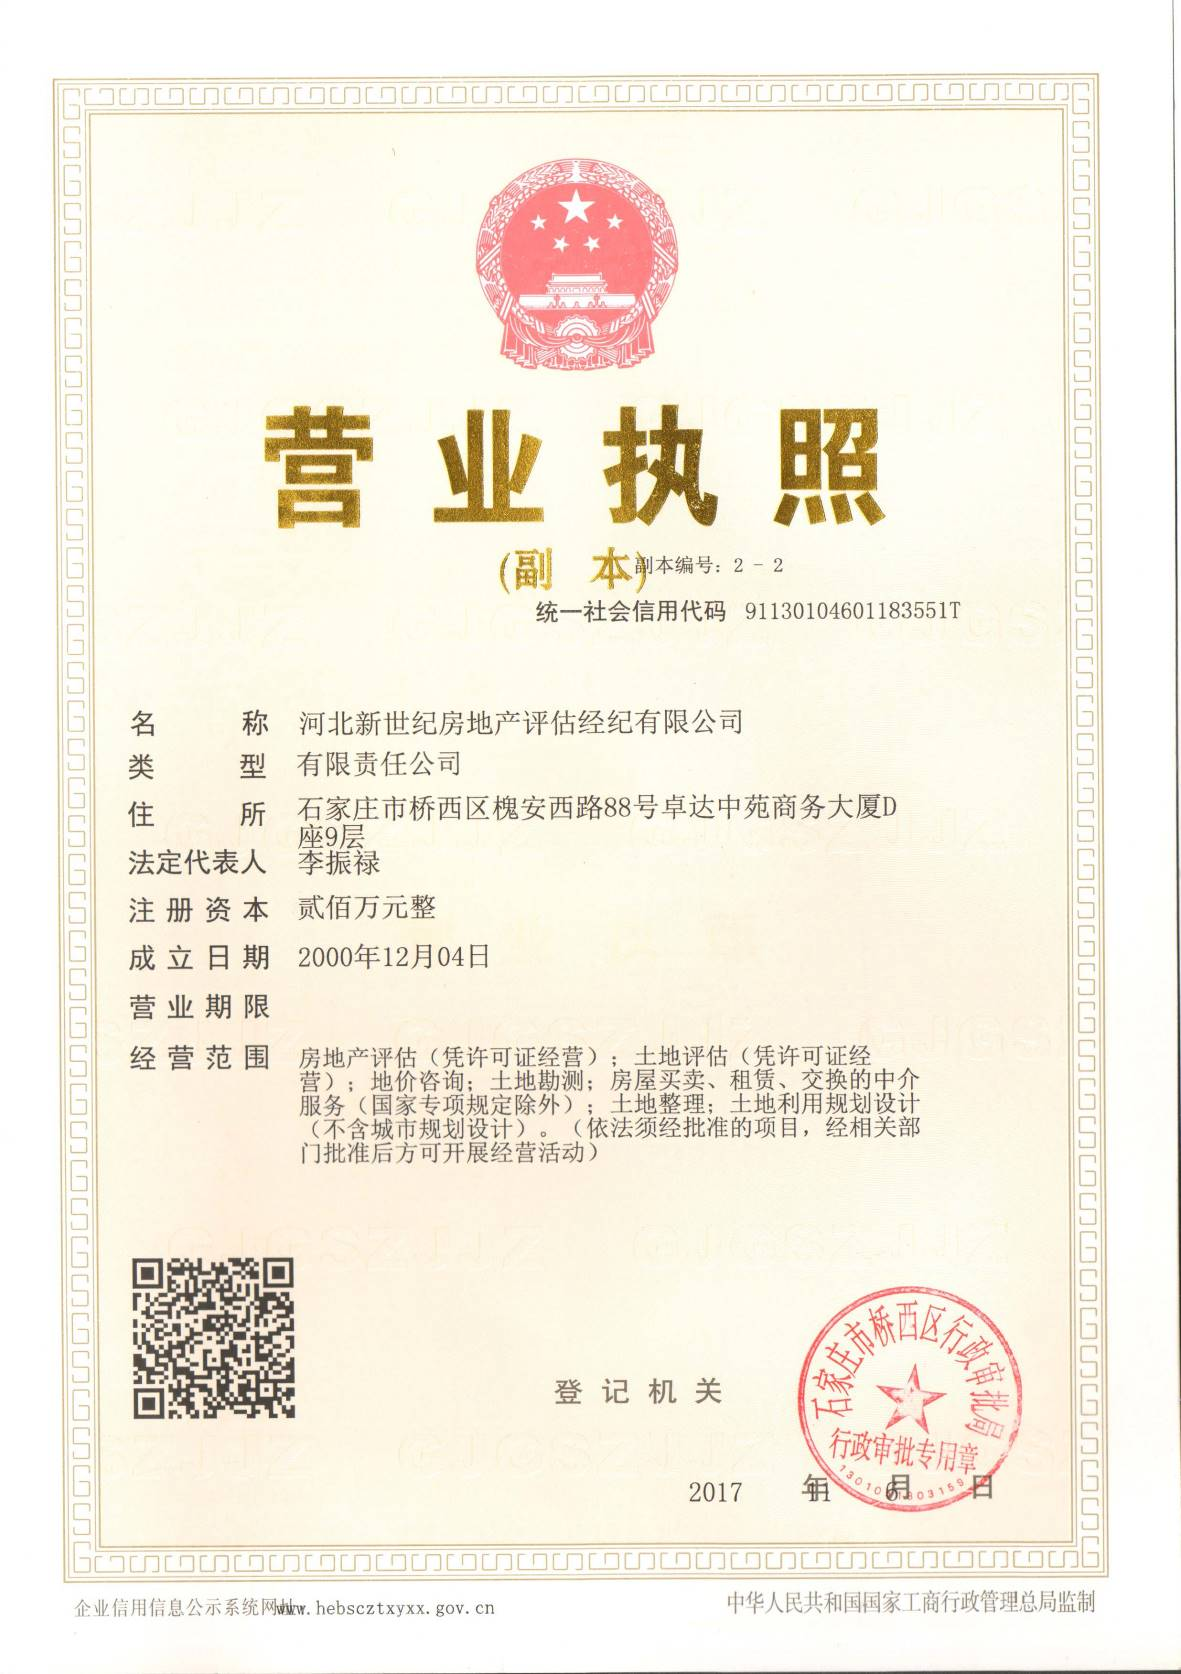 营业执照
(副 本) 副本编号：2－2
统一社会信用代码 91130104601183551T
名 称 河北新世纪房地产评估经纪有限公司
类 型 有限责任公司
住 所 石家庄市桥西区槐安西路88号卓达中苑商务大厦D
座9层
法定代表人 李振禄
注册资本 贰佰万元整
成立日期 2000年12月04日
营业期限
经营范围 房地产评估（凭许可证经营）；土地评估（凭许可证经
营）；地价咨询；土地勘测；房屋买卖、租赁、交换的中介
服务（国家专项规定除外）；土地整理；土地利用规划设计
（不含城市规划设计）。（依法须经批准的项目，经相关部
门批准后方可开展经营活动）
登记机关
石家庄市桥西区行政审批局
行政审批专用章
2017 年 11 月 6 日
企业信用信息公示系统网址 www.hebscztxyxx.gov.cn
中华人民共和国国家工商行政管理总局监制